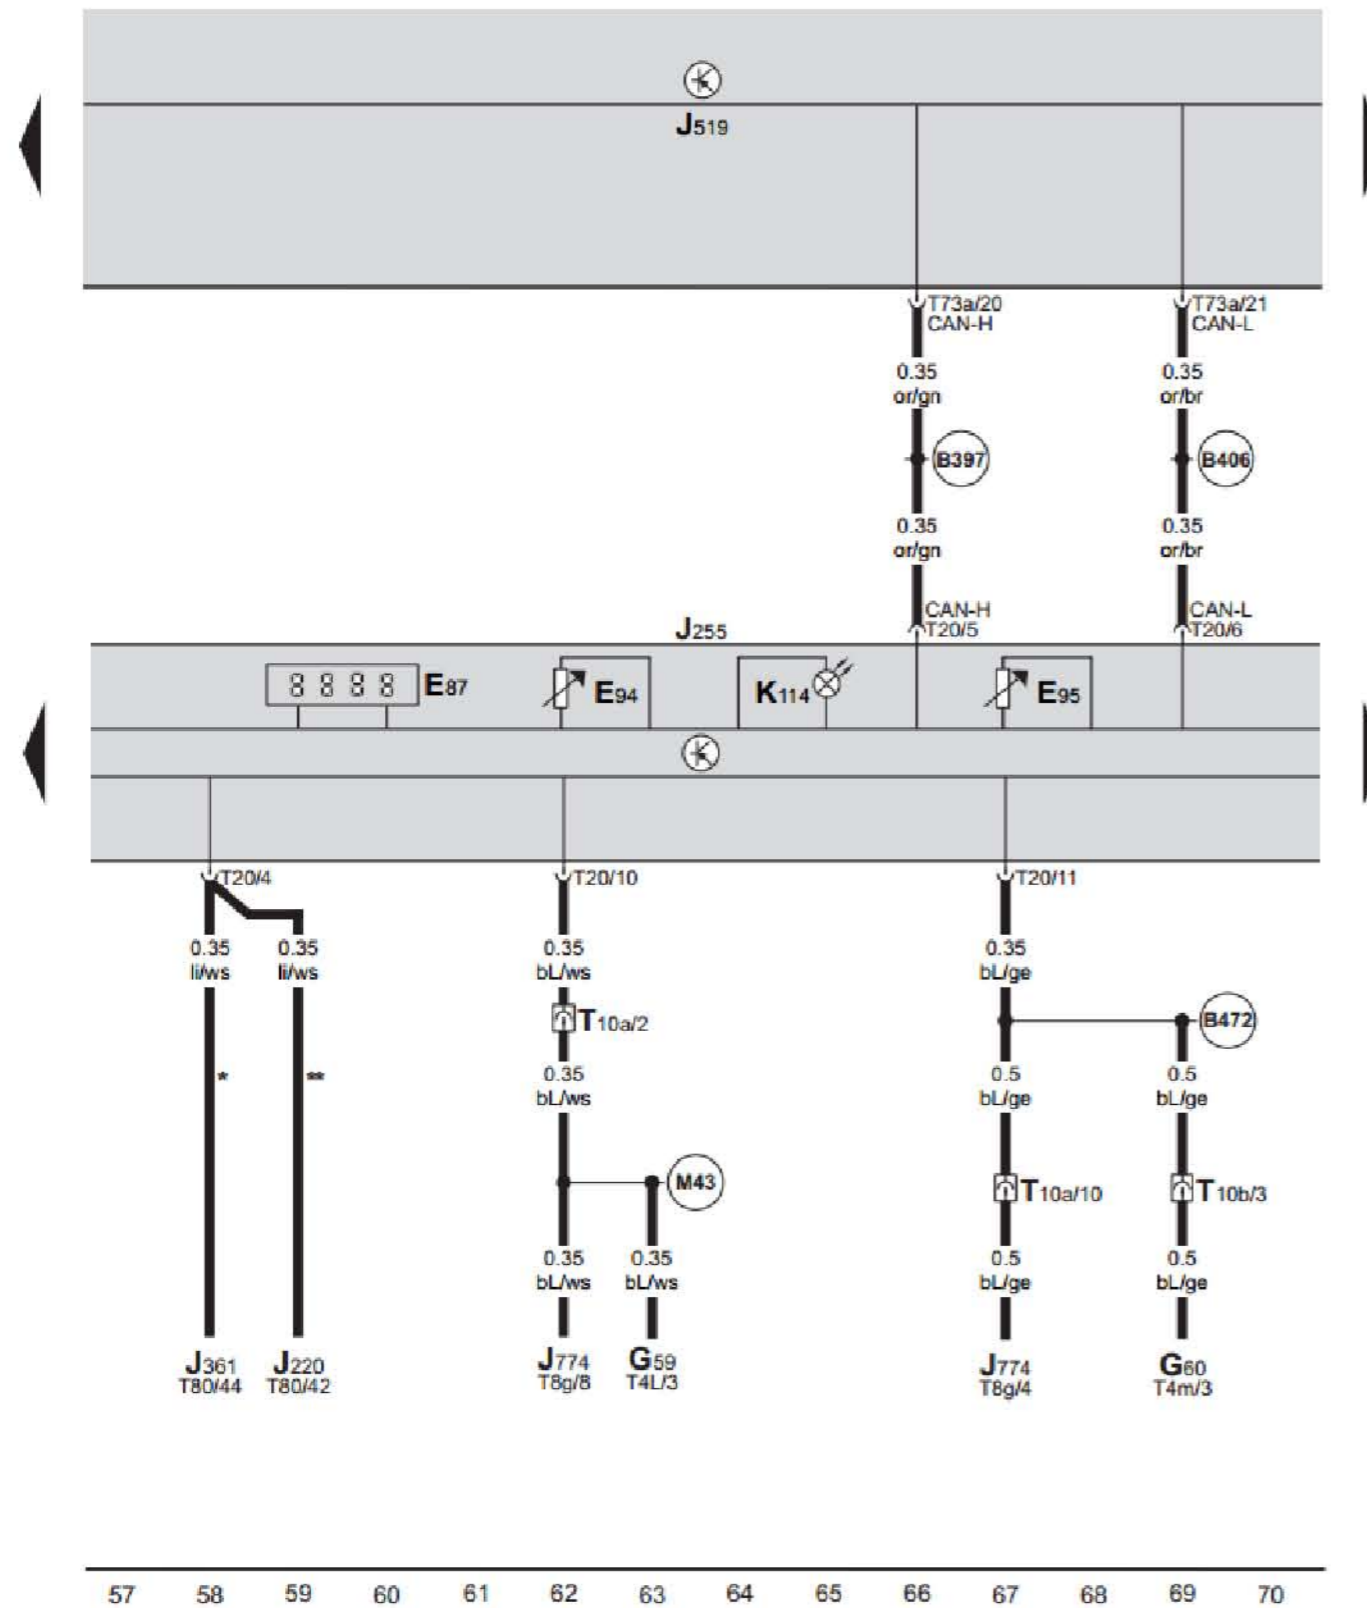 J519
T73a/20 T73a/21
CAN-H CAN-L
0.35 0.35
or/gn or/br
B397 B406
0.35 0.35
or/gn or/br
CAN-H CAN-L
J255 T20/5 T20/6
8 8 8 8 E87 E94 K114 E95
T20/4 T20/10 T20/11
0.35 0.35 0.35 0.35
li/ws li/ws bL/ws bL/ge
T10a/2 B472
* ** 0.35 0.5 0.5
bL/ws bL/ge bL/ge
M43 T10a/10 T10b/3
0.35 0.35 0.5 0.5
bL/ws bL/ws bL/ge bL/ge
J361 J220 J774 G59 J774 G60
T80/44 T80/42 T8g/8 T4L/3 T8g/4 T4m/3
57 58 59 60 61 62 63 64 65 66 67 68 69 70